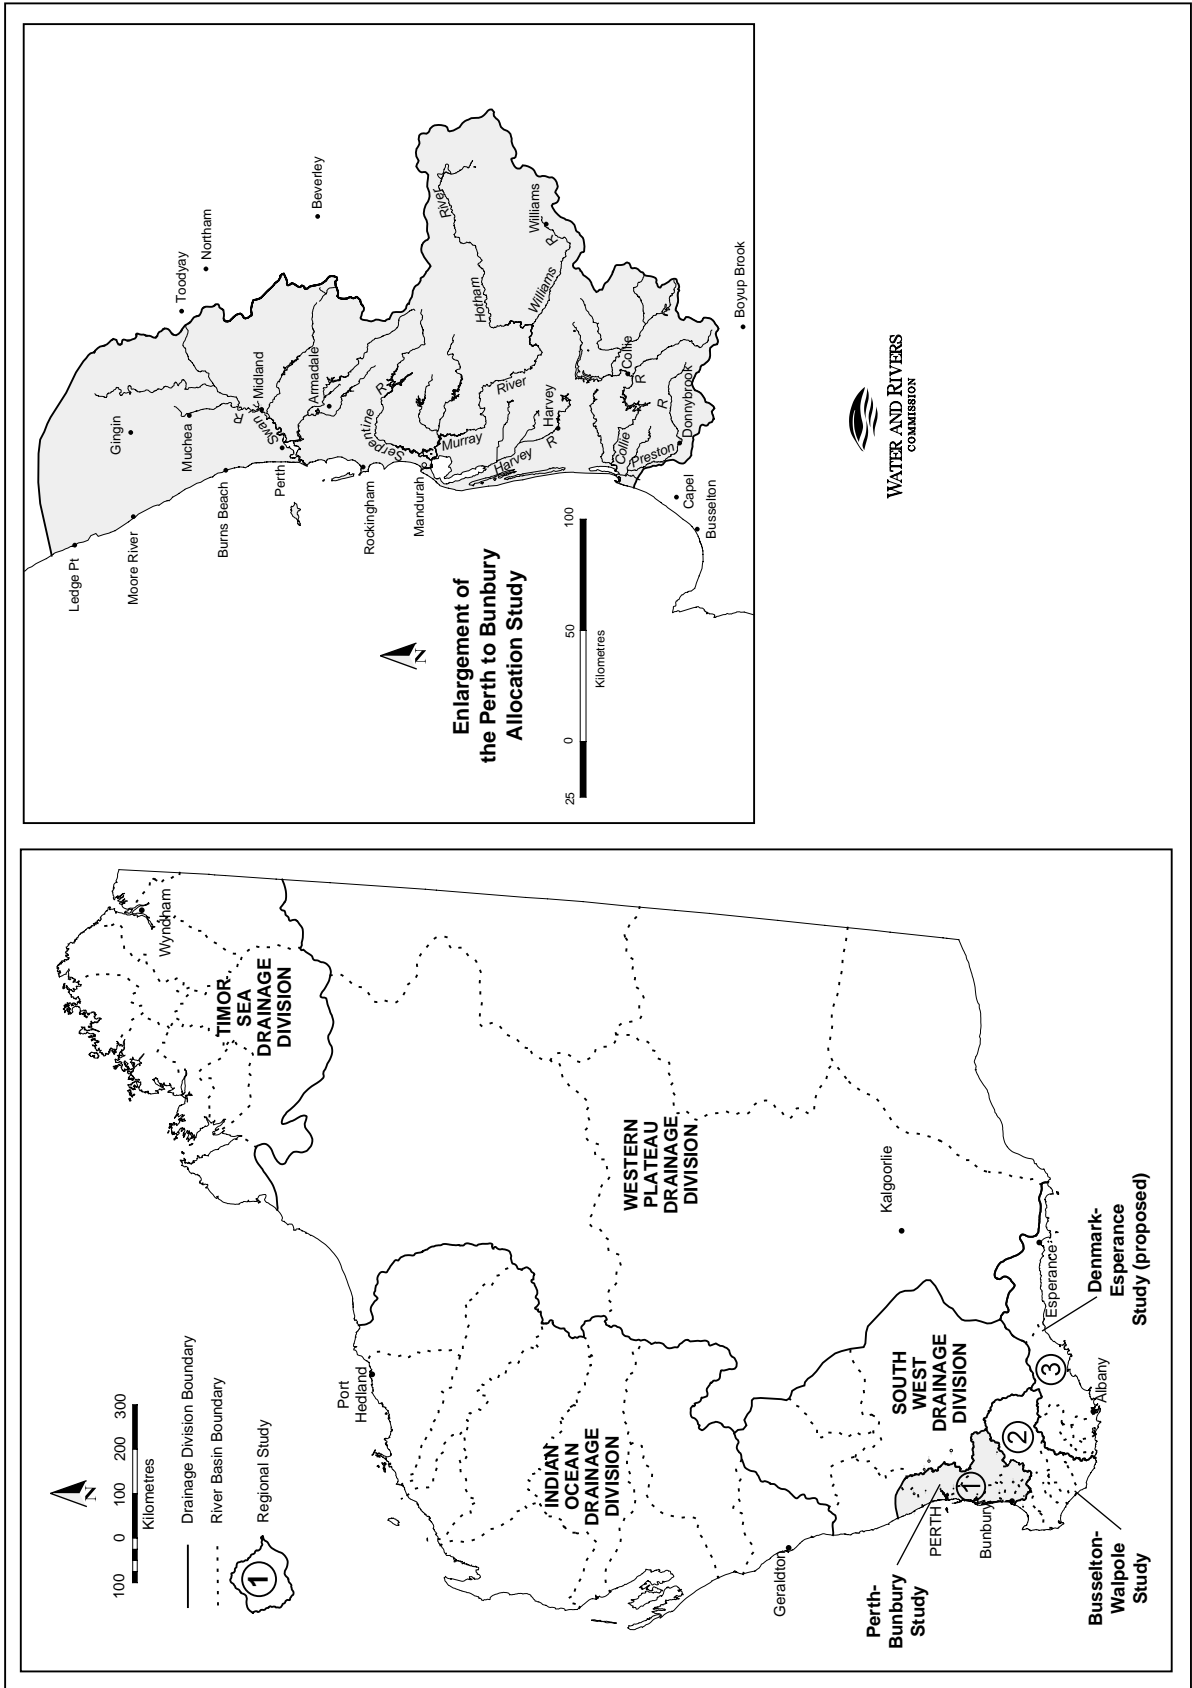 100
0
100
200
300
Kilometres
N
Drainage Division Boundary
River Basin Boundary
Regional Study
1
TIMOR
SEA
DRAINAGE
DIVISION
Wyndham
Port
Hedland
INDIAN
OCEAN
DRAINAGE
DIVISION
WESTERN
PLATEAU
DRAINAGE
DIVISION
Kalgoorlie
Geraldton
SOUTH
WEST
DRAINAGE
DIVISION
Perth-
Bunbury
Study
PERTH
Bunbury
1
2
3
Esperance
Albany
Busselton-
Walpole
Study
Denmark-
Esperance
Study (proposed)
Enlargement of
the Perth to Bunbury
Allocation Study
N
25
0
50
100
Kilometres
Ledge Pt
Moore River
Gingin
Muchea
Burns Beach
Toodyay
Northam
Beverley
Swan
R
Midland
Perth
Armadale
Rockingham
Serpentine
R
Mandurah
Murray
River
Hotham
River
Williams
R
Williams
Harvey
R
Harvey
Collie
R
Collie
Preston
R
Donnybrook
Capel
Busselton
Boyup Brook
WATER AND RIVERS
COMMISSION